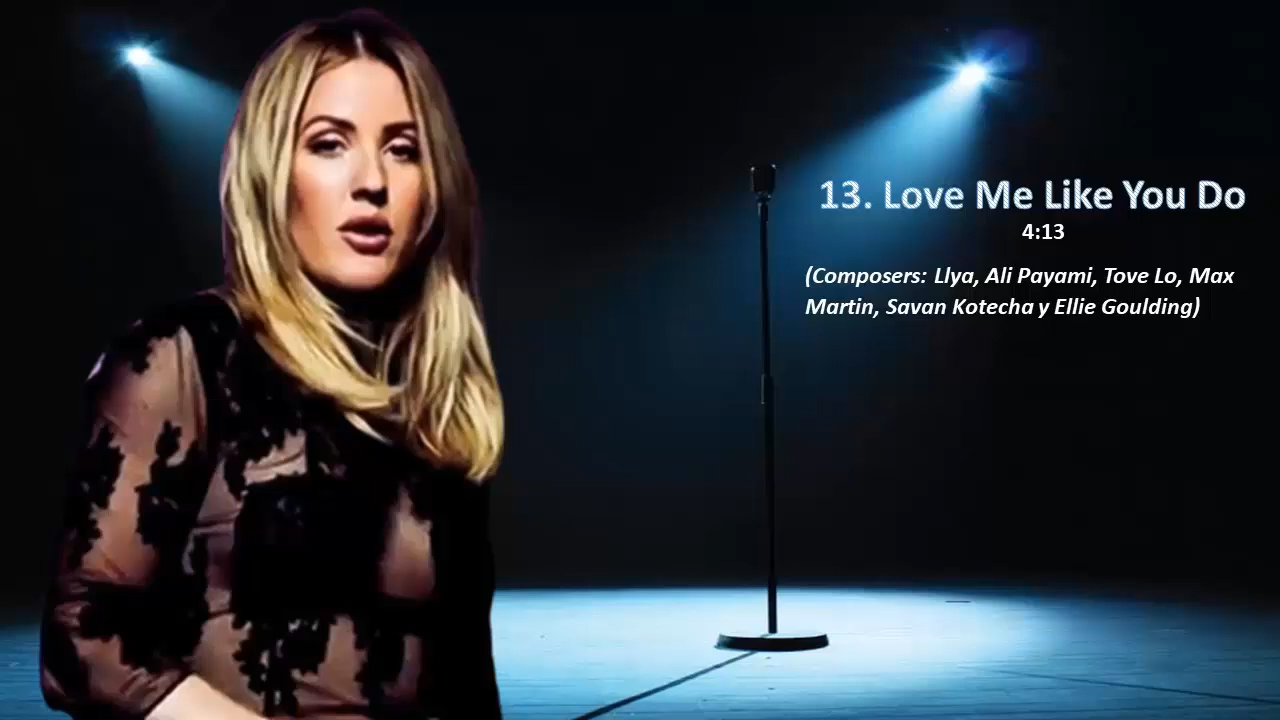 13. Love Me Like You Do
4:13
(Composers: Llya, Ali Payami, Tove Lo, Max
Martin, Savan Kotecha y Ellie Goulding)